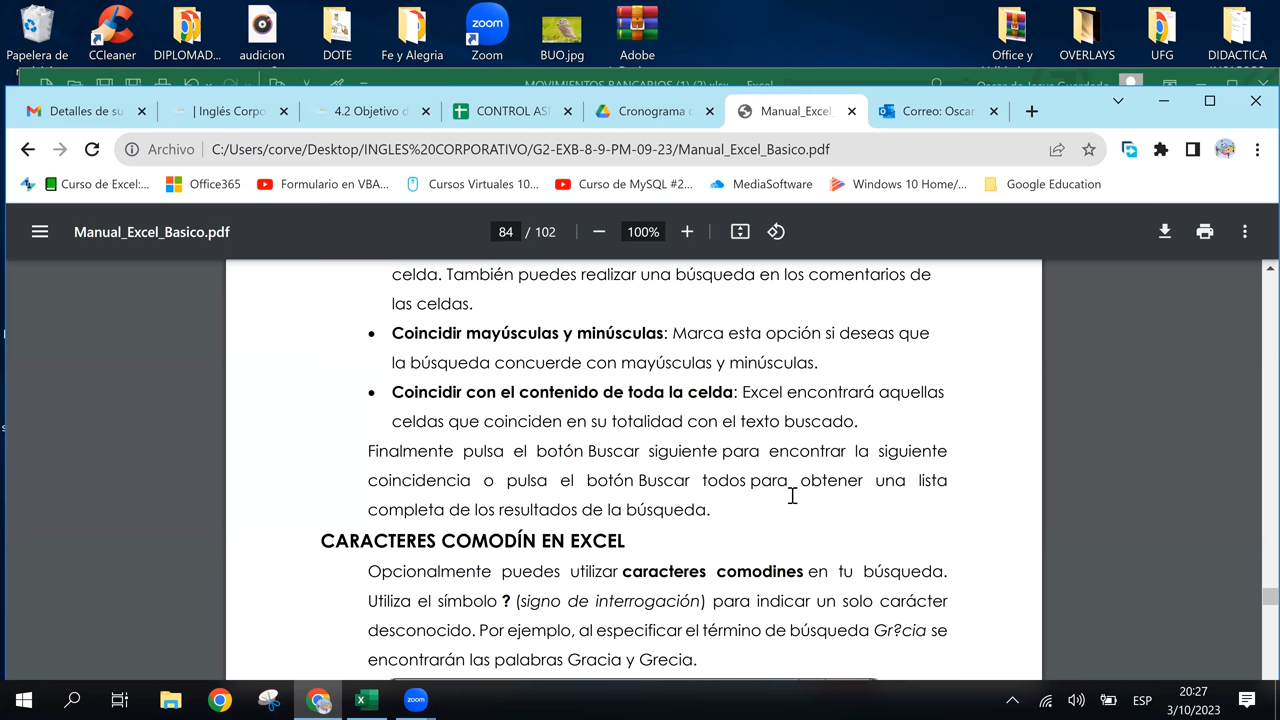 Papelera de
CCleaner
DIPLOMAD...
audicion
DOTE
Fe y Alegria
zoom
Zoom
BUO.jpg
Adobe
Office y
OVERLAYS
UFG
DIDACTICA
MOVIMIENTOS BANCARIOS (1) (2).xlsx - Excel
Detalles de su
| Inglés Corpo
4.2 Objetivo d
CONTROL ASI
Cronograma
Manual_Excel
Correo: Oscar
Archivo
C:/Users/corve/Desktop/INGLES%20CORPORATIVO/G2-EXB-8-9-PM-09-23/Manual_Excel_Basico.pdf
Curso de Excel:...
Office365
Formulario en VBA...
Cursos Virtuales 10...
Curso de MySQL #2...
MediaSoftware
Windows 10 Home/...
Google Education
Manual_Excel_Basico.pdf
84 / 102
100%
celda. También puedes realizar una búsqueda en los comentarios de
las celdas.
• Coincidir mayúsculas y minúsculas: Marca esta opción si deseas que
la búsqueda concuerde con mayúsculas y minúsculas.
• Coincidir con el contenido de toda la celda: Excel encontrará aquellas
celdas que coinciden en su totalidad con el texto buscado.
Finalmente pulsa el botón Buscar siguiente para encontrar la siguiente
coincidencia o pulsa el botón Buscar todos para obtener una lista
completa de los resultados de la búsqueda.
CARACTERES COMODÍN EN EXCEL
Opcionalmente puedes utilizar caracteres comodines en tu búsqueda.
Utiliza el símbolo ? (signo de interrogación) para indicar un solo carácter
desconocido. Por ejemplo, al especificar el término de búsqueda Gr?cia se
encontrarán las palabras Gracia y Grecia.
zoom
ESP
20:27
3/10/2023